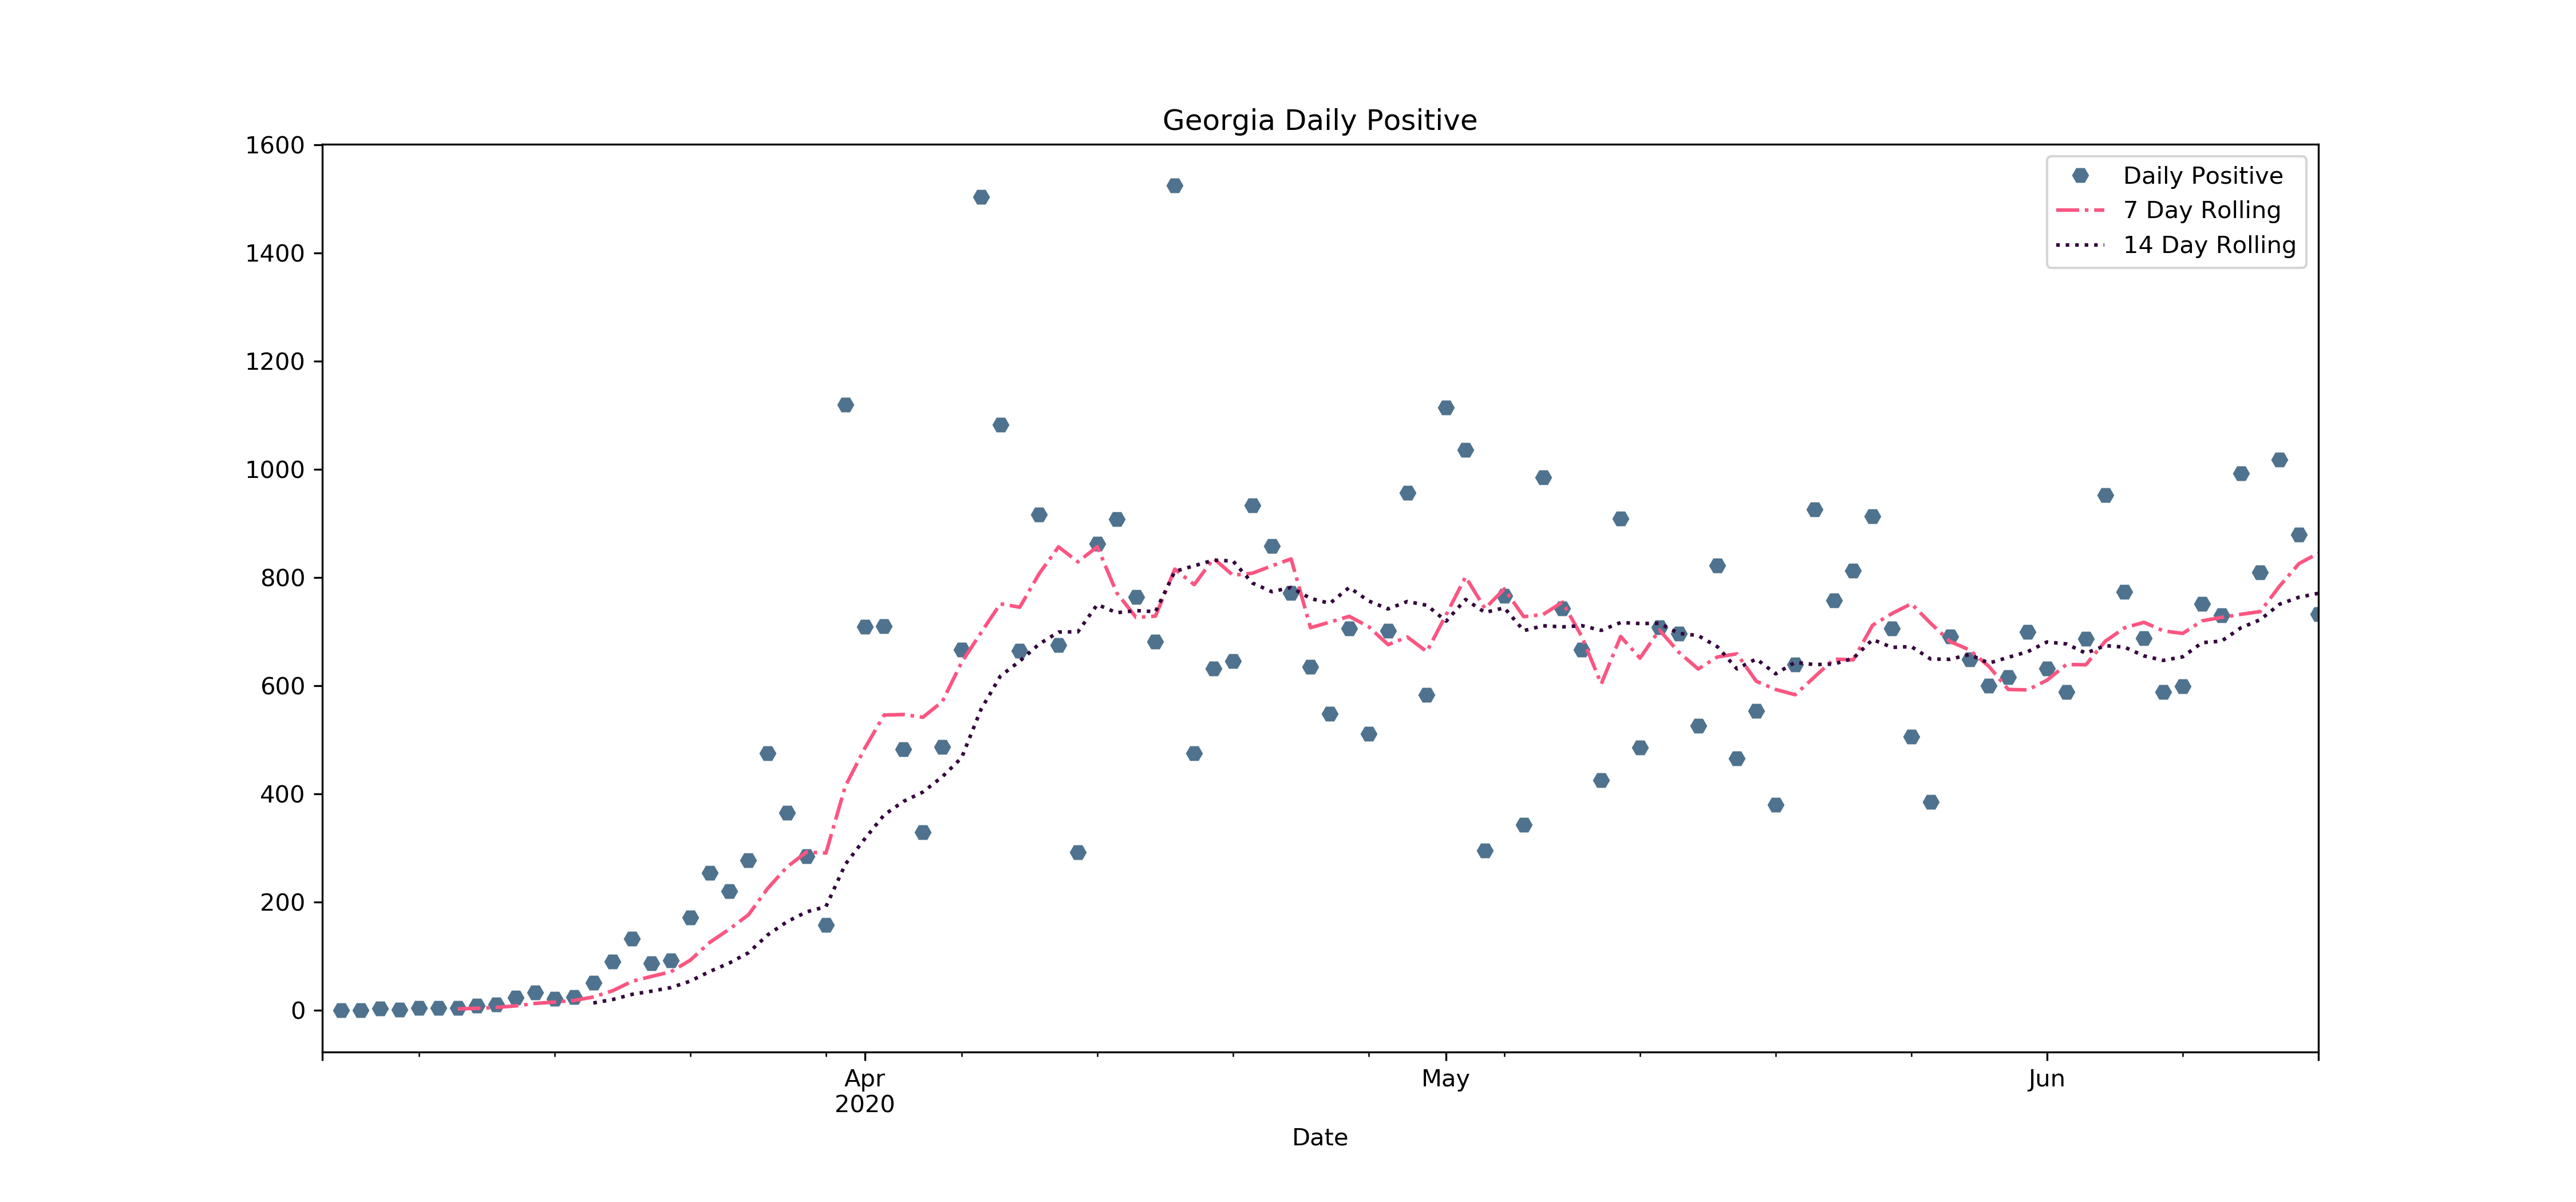 Georgia Daily Positive
1600
1400
1200
1000
800
600
400
200
0
Daily Positive
7 Day Rolling
14 Day Rolling
Apr
2020
May
Jun
Date